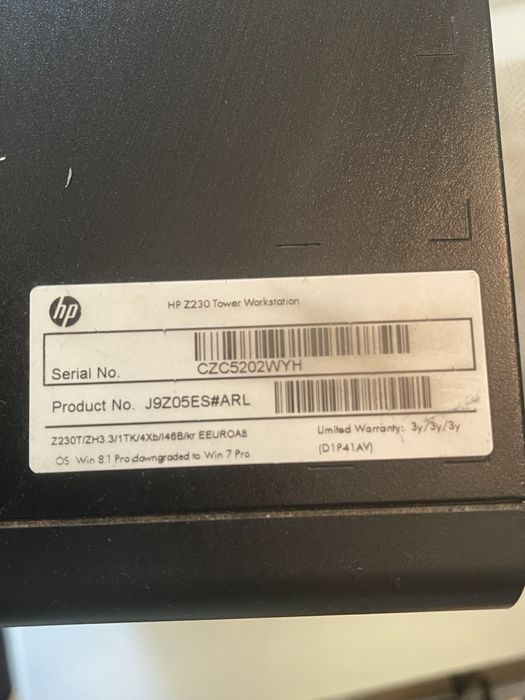 hp
HP Z230 Tower Workstation
Serial No. CZC5202WYH
Product No. J9Z05ES#ARL
Z230T/ZH3.3/1TK/4Xb/I46B/kr EEUROA8
Limited Warranty: 3y/3y/3y
OS Win 8.1 Pro downgraded to Win 7 Pro
(D1P41AV)